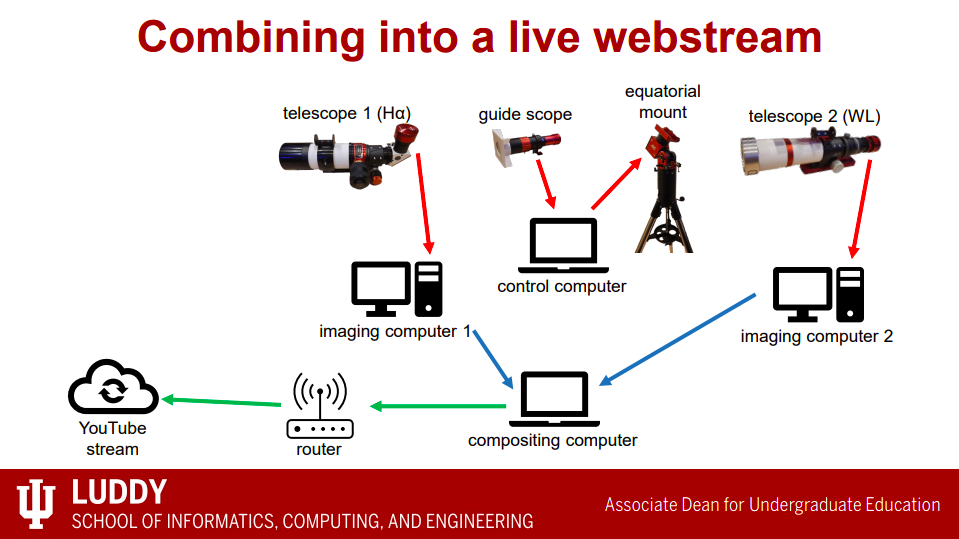 Combining into a live webstream
telescope 1 (Hα)
guide scope
equatorial
mount
telescope 2 (WL)
control computer
imaging computer 1
imaging computer 2
compositing computer
YouTube
stream
router
LUDDY
SCHOOL OF INFORMATICS, COMPUTING, AND ENGINEERING
Associate Dean for Undergraduate Education